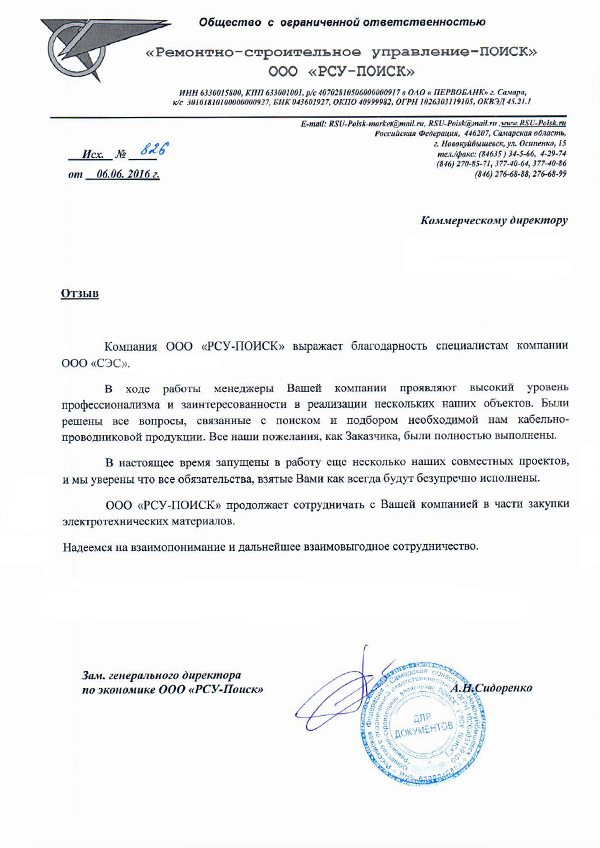 Общество с ограниченной ответственностью
«Ремонтно-строительное управление-ПОИСК»
ООО «РСУ-ПОИСК»
ИНН 6330015800, КПП 633001001, р/с 40702810506000000917 в ОАО « ПЕРВОБАНК» г. Самара,
к/с 30101810100000000927, БИК 043601927, ОКПО 40999982, ОГРН 1026303119105, ОКВЭД 45.21.1
E-mail: RSU-Poisk-market@mail.ru, RSU-Poisk@mail.ru ,www.RSU-Poisk.ru
Российская Федерация, 446207, Самарская область,
г. Новокуйбышевск, ул. Осипенко, 15
тел./факс: (84635 ) 34-5-66, 4-29-74
(846) 270-85-71, 377-40-64, 377-40-86
(846) 276-68-88, 276-68-99
Исх. № 826
от 06.06. 2016 г.
Коммерческому директору
Отзыв
Компания ООО «РСУ-ПОИСК» выражает благодарность специалистам компании
ООО «СЭС».
В ходе работы менеджеры Вашей компании проявляют высокий уровень
профессионализма и заинтересованности в реализации нескольких наших объектов. Были
решены все вопросы, связанные с поиском и подбором необходимой нам кабельно-
проводниковой продукции. Все наши пожелания, как Заказчика, были полностью выполнены.
В настоящее время запущены в работу еще несколько наших совместных проектов,
и мы уверены что все обязательства, взятые Вами как всегда будут безупречно исполнены.
ООО «РСУ-ПОИСК» продолжает сотрудничать с Вашей компанией в части закупки
электротехнических материалов.
Надеемся на взаимопонимание и дальнейшее взаимовыгодное сотрудничество.
Зам. генерального директора
по экономике ООО «РСУ-Поиск»
А.Н.Сидоренко
ДЛЯ
ДОКУМЕНТОВ